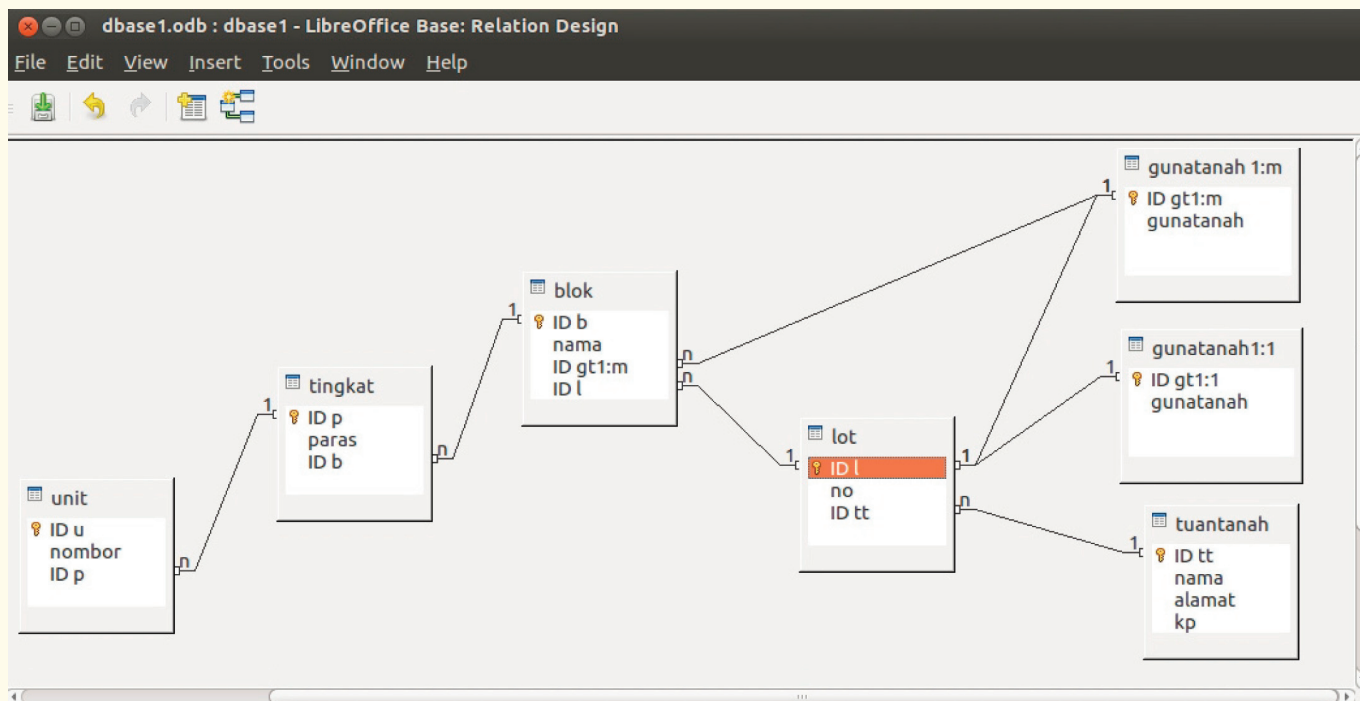 dbase1.odb : dbase1 - LibreOffice Base: Relation Design
File Edit View Insert Tools Window Help
unit
ID u
nombor
ID p
n
1
tingkat
ID p
paras
ID b
n
1
blok
ID b
nama
ID gt1:m
ID l
n
n
1
lot
ID l
no
ID tt
1
n
1
gunatanah 1:m
ID gt1:m
gunatanah
1
gunatanah1:1
ID gt1:1
gunatanah
1
tuantanah
ID tt
nama
alamat
kp